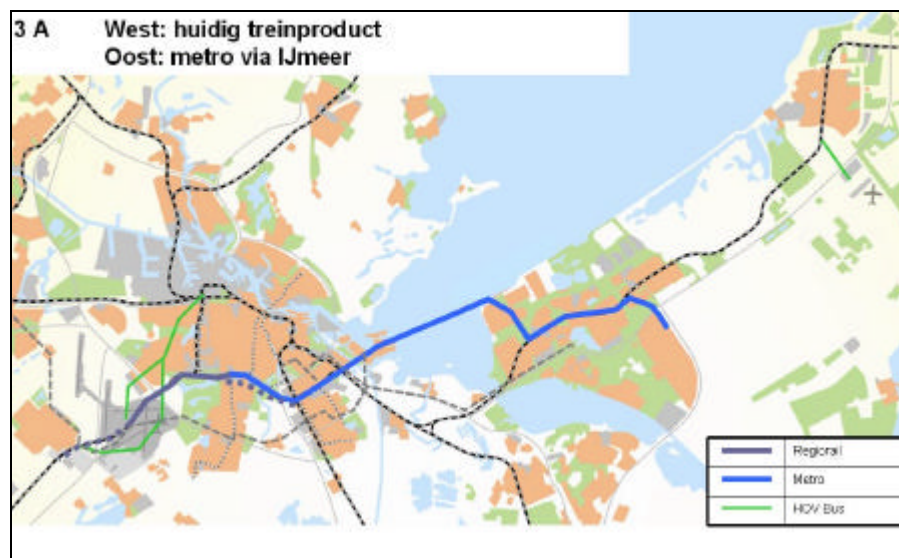 3 A West: huidig treinproduct
Oost: metro via IJmeer
Regiorail
Metro
HOV Bus